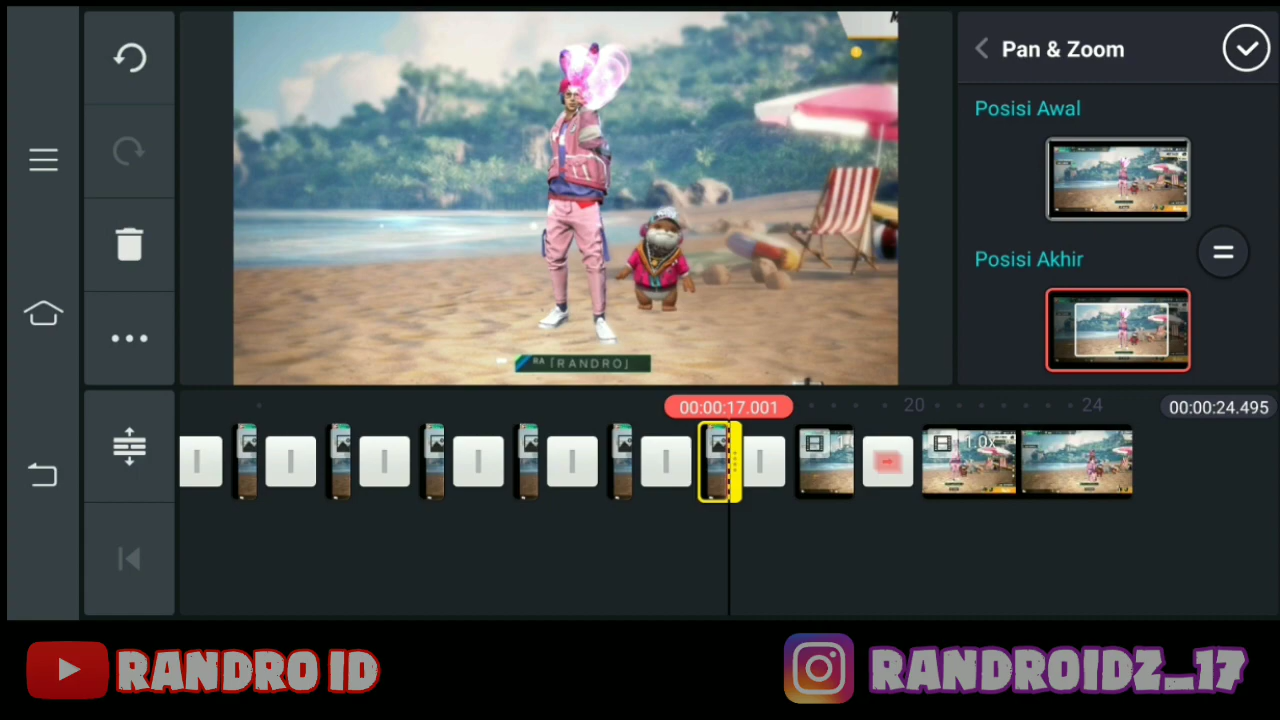 Pan & Zoom
Posisi Awal
Posisi Akhir
RA [RANDRO]
00:00:17.001
20
24
00:00:24.495
1.0x
RANDRO ID
RANDROIDZ_17